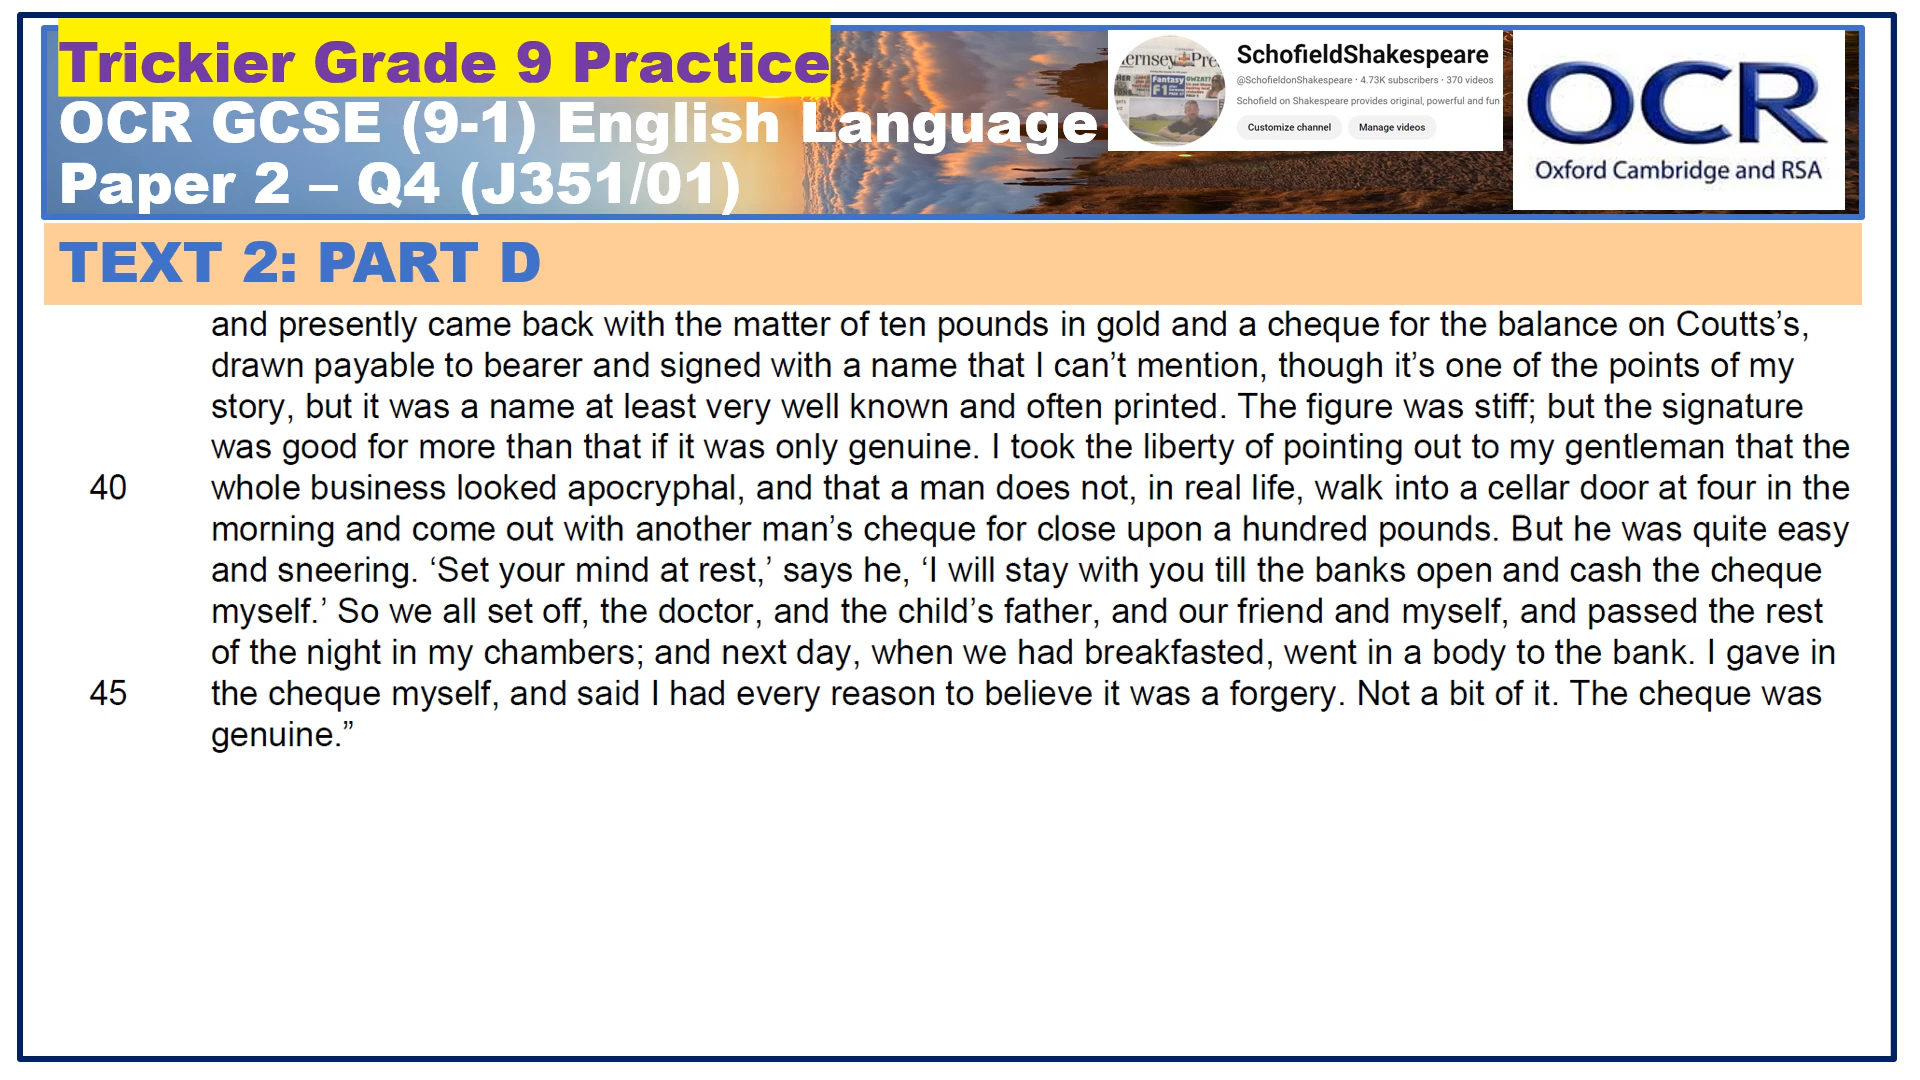 Trickier Grade 9 Practice
OCR GCSE (9-1) English Language
Paper 2 – Q4 (J351/01)
ernsey Pre
Fantasy
F1
SchofieldShakespeare
@SchofieldonShakespeare · 4.73K subscribers · 370 videos
Schofield on Shakespeare provides original, powerful and fun
Customize channel Manage videos
OCR
Oxford Cambridge and RSA
TEXT 2: PART D
and presently came back with the matter of ten pounds in gold and a cheque for the balance on Coutts’s,
drawn payable to bearer and signed with a name that I can’t mention, though it’s one of the points of my
story, but it was a name at least very well known and often printed. The figure was stiff; but the signature
was good for more than that if it was only genuine. I took the liberty of pointing out to my gentleman that the
40 whole business looked apocryphal, and that a man does not, in real life, walk into a cellar door at four in the
morning and come out with another man’s cheque for close upon a hundred pounds. But he was quite easy
and sneering. ‘Set your mind at rest,’ says he, ‘I will stay with you till the banks open and cash the cheque
myself.’ So we all set off, the doctor, and the child’s father, and our friend and myself, and passed the rest
of the night in my chambers; and next day, when we had breakfasted, went in a body to the bank. I gave in
45 the cheque myself, and said I had every reason to believe it was a forgery. Not a bit of it. The cheque was
genuine.”